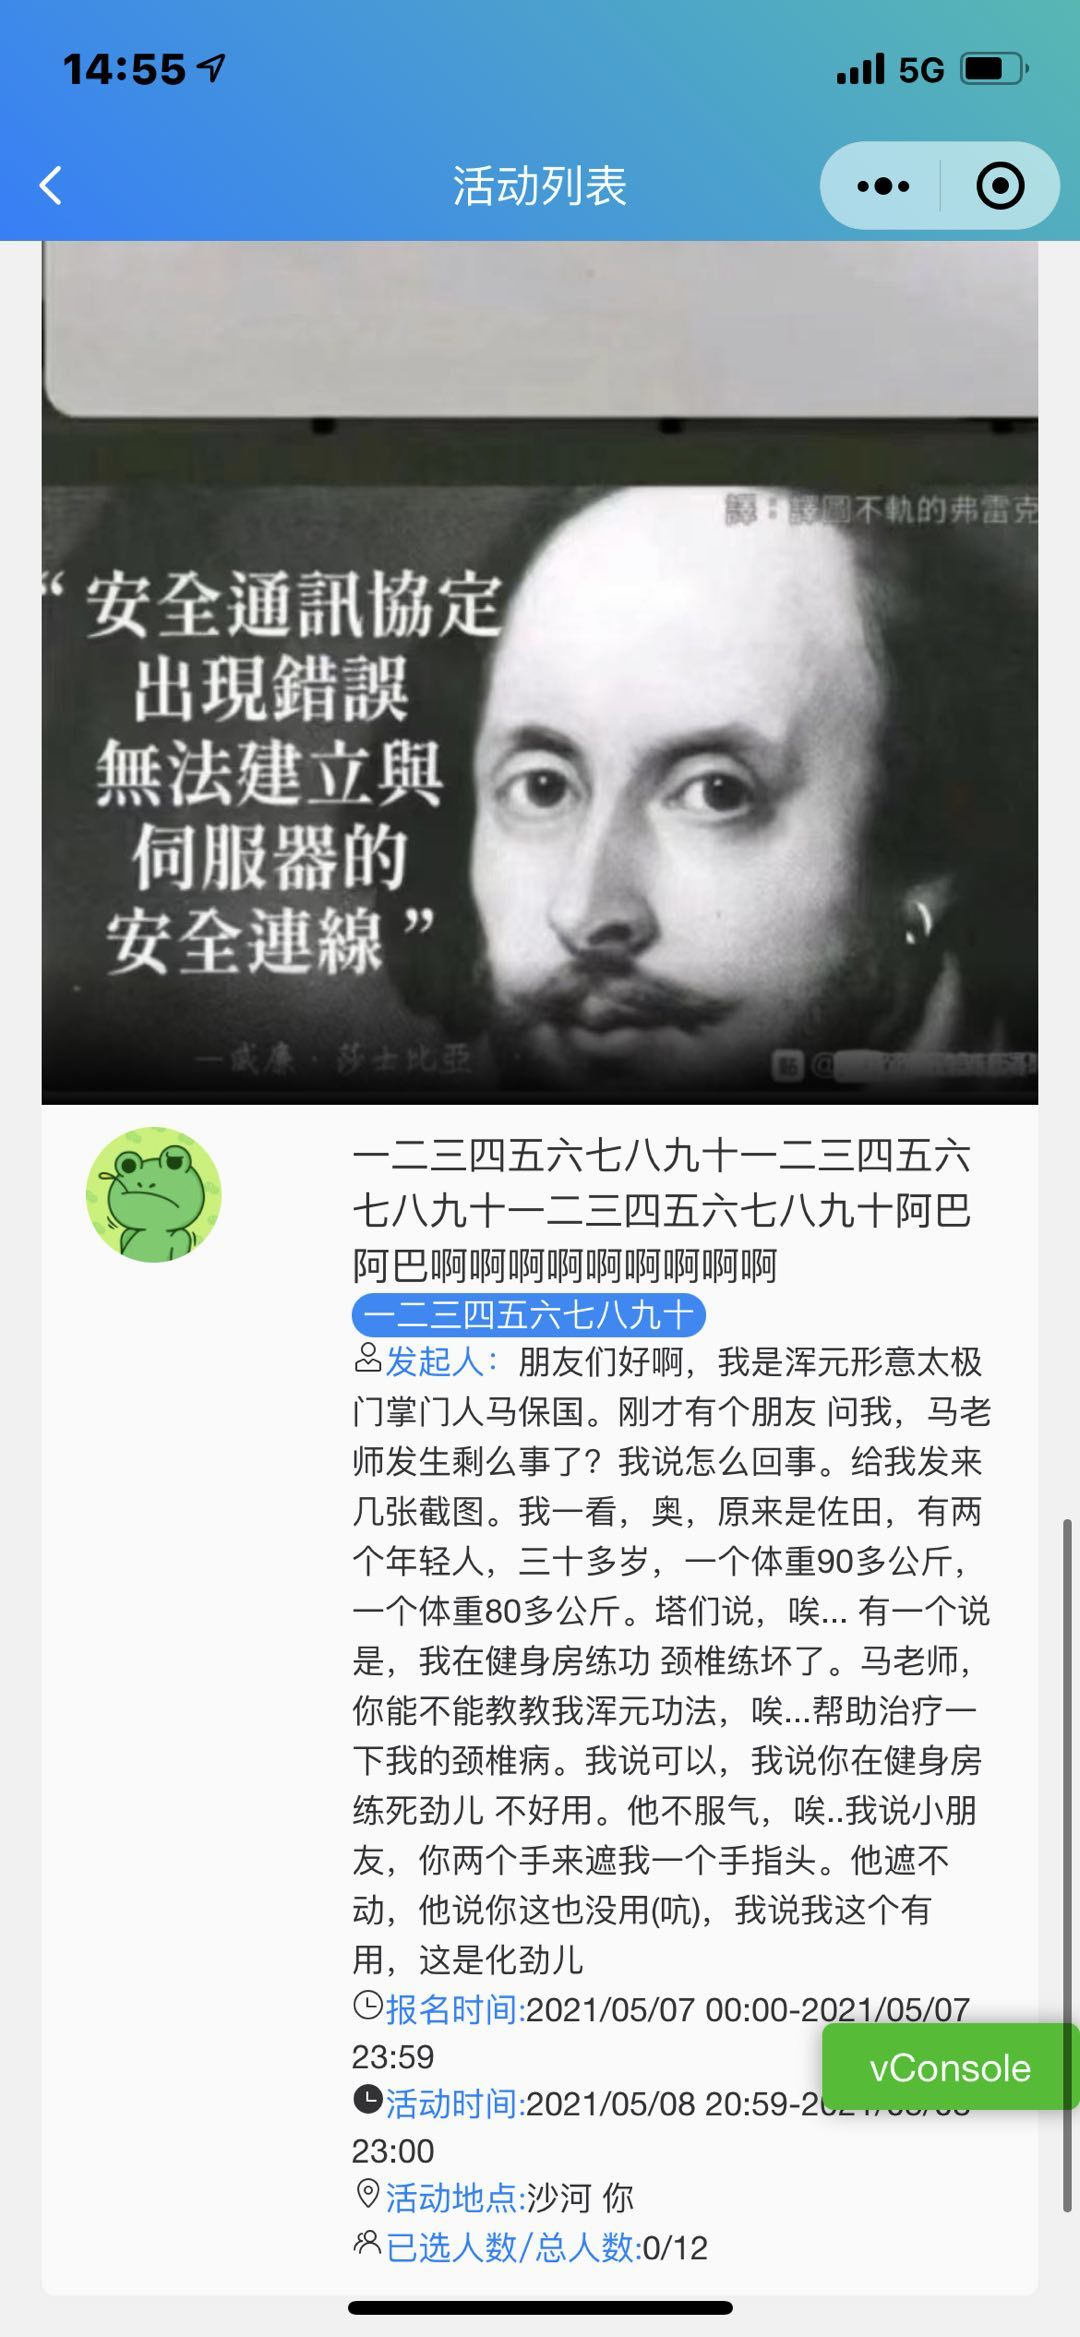 14:55
5G
活动列表
譯：譯圖不軌的弗雷克
“安全通訊協定
出現錯誤
無法建立與
伺服器的
安全連線”
—威廉·莎士比亞
一二三四五六七八九十一二三四五六
七八九十一二三四五六七八九十阿巴
阿巴啊啊啊啊啊啊啊啊啊
一二三四五六七八九十
发起人：朋友们好啊，我是浑元形意太极
门掌门人马保国。刚才有个朋友 问我，马老
师发生剩么事了？我说怎么回事。给我发来
几张截图。我一看，奥，原来是佐田，有两
个年轻人，三十多岁，一个体重90多公斤，
一个体重80多公斤。塔们说，唉... 有一个说
是，我在健身房练功 颈椎练坏了。马老师，
你能不能教教我浑元功法，唉...帮助治疗一
下我的颈椎病。我说可以，我说你在健身房
练死劲儿 不好用。他不服气，唉..我说小朋
友，你两个手来遮我一个手指头。他遮不
动，他说你这也没用(吭)，我说我这个有
用，这是化劲儿
报名时间:2021/05/07 00:00-2021/05/07
23:59
vConsole
活动时间:2021/05/08 20:59-
23:00
活动地点:沙河 你
已选人数/总人数:0/12